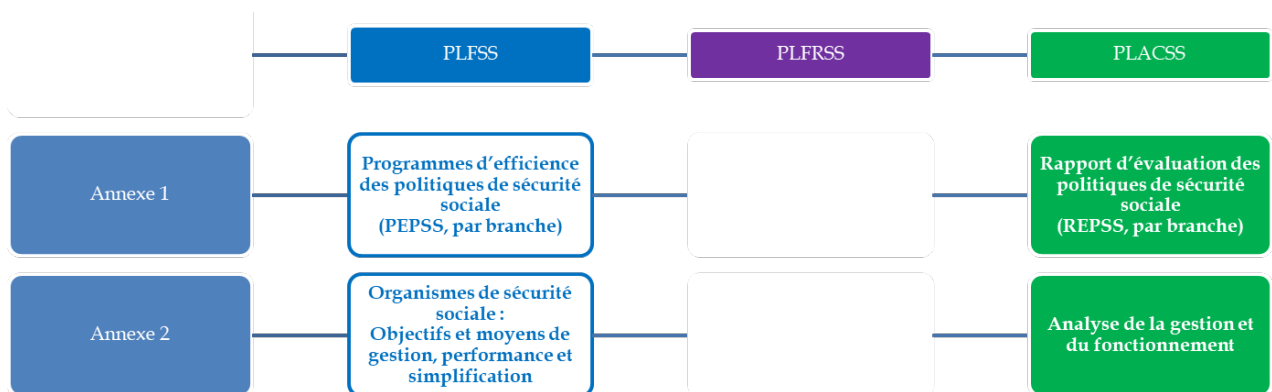 PLFSS
PLFRSS
PLACSS
Annexe 1
Programmes d’efficience
des politiques de sécurité
sociale
(PEPSS, par branche)
Rapport d’évaluation des
politiques de sécurité
sociale
(REPSS, par branche)
Annexe 2
Organismes de sécurité
sociale :
Objectifs et moyens de
gestion, performance et
simplification
Analyse de la gestion et
du fonctionnement